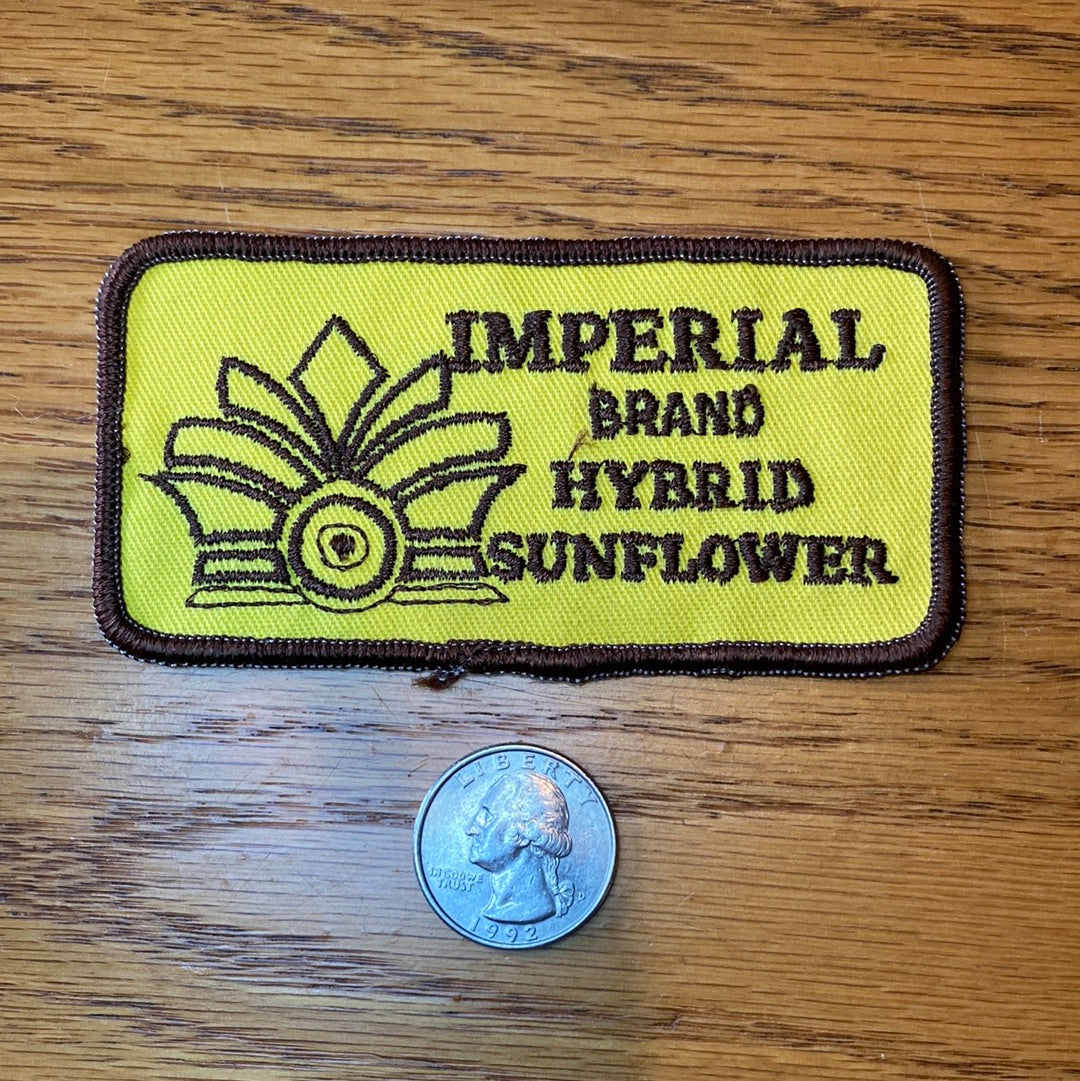 IMPERIAL
BRAND
HYBRID
SUNFLOWER
LIBERTY
IN GOD WE
TRUST
D
1992